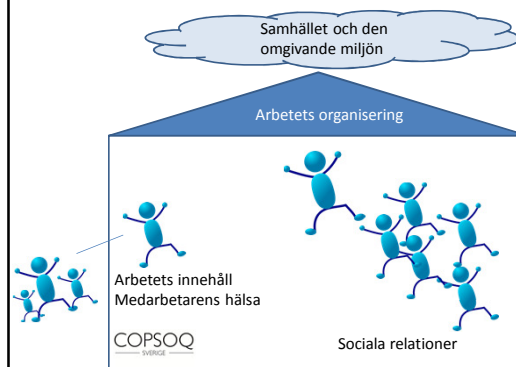 Samhället och den
omgivande miljön
Arbetets organisering
Arbetets innehåll
Medarbetarens hälsa
COPSOQ
SVERIGE
Sociala relationer